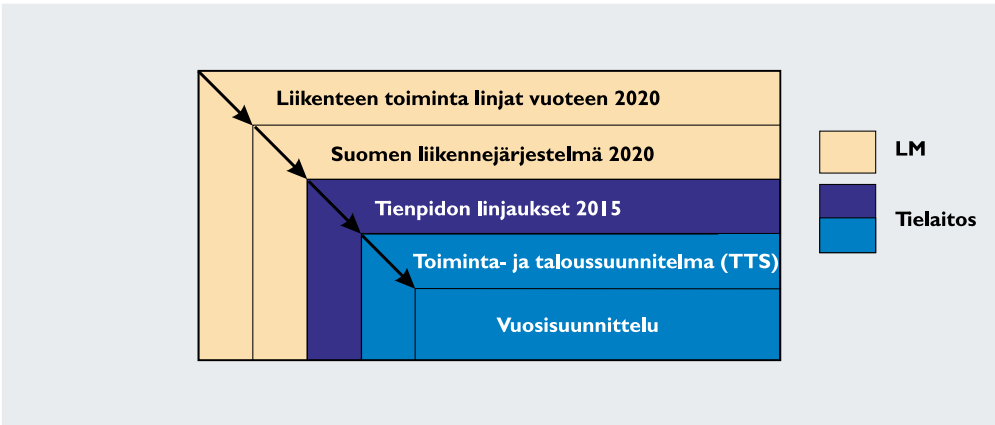 Liikenteen toiminta linjat vuoteen 2020
Suomen liikennejärjestelmä 2020
Tienpidon linjaukset 2015
Toiminta- ja taloussuunnitelma (TTS)
Vuosisuunnittelu
LM
Tielaitos